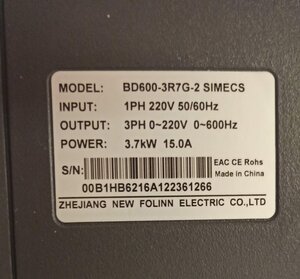 MODEL: BD600-3R7G-2 SIMECS
INPUT: 1PH 220V 50/60Hz
OUTPUT: 3PH 0~220V 0~600Hz
POWER: 3.7kW 15.0A
S/N:
EAC CE Rohs
Made in China
00B1HB6216A122361266
ZHEJIANG NEW FOLINN ELECTRIC CO.,LTD